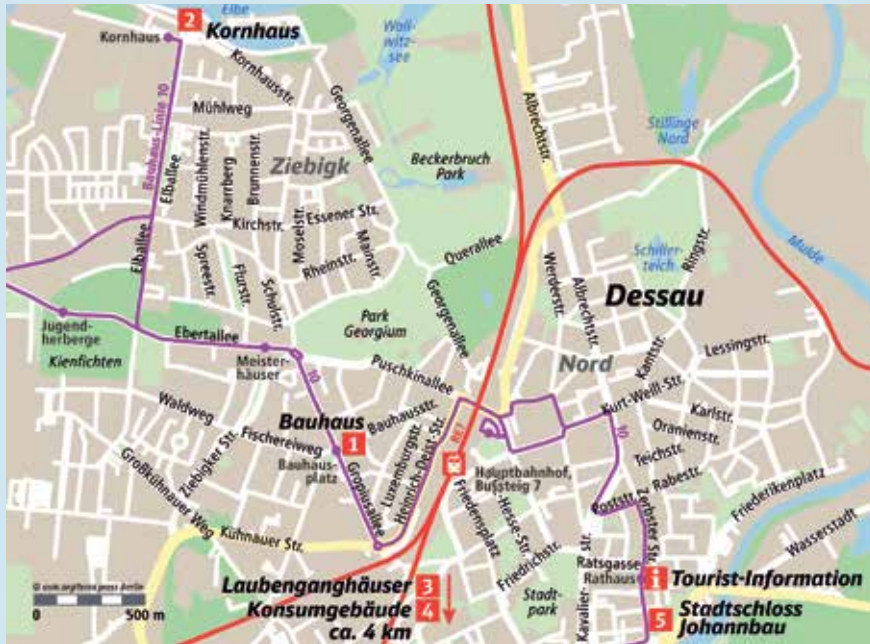 Elbe
2 Kornhaus
Kornhaus
Kornhausstr.
Wall-
witz-
see
Bauhaus-Linie 10
Mühlweg
Georgenallee
Albrechtstr.
Stillinge
Nord
Elballee
Windmühlenstr.
Knarrberg
Brunnenstr.
Ziebigk
Beckerbruch
Park
Kirchstr.
Moselstr.
Essener Str.
Elballee
Spreestr.
Flurstr.
Rheinstr.
Mainstr.
Querallee
Schiller-
teich
Ringstr.
Mulde
Schulstr.
Georgenallee
Werderstr.
Albrechtstr.
Dessau
Park
Georgium
Jugend-
herberge
Kienfichten
Ebertallee
Meister-
häuser
10
Puschkinallee
Nord
Kantstr.
Lessingstr.
Kurt-Weill-Str.
Waldweg
Bauhaus
1
Bauhausstr.
RE7
10
Karlstr.
Oranienstr.
Fischereiweg
Ziebigker Str.
Bauhaus-
platz
Gropiusallee
Luxemburgstr.
Heinrich-Deist-Str.
Hauptbahnhof,
Bussteig 7
Teichstr.
Rabestr.
Großkühnauer Weg
Kühnauer Str.
Friedensplatz
Hesse-Str.
Friedrichstr.
Poststr.
Zerbster Str.
Friederikenplatz
Wasserstadt
Laubenganghäuser 3
Konsumgebäude 4
ca. 4 km
Stadt-
park
Kavalier-
str.
Ratsgasse
Rathaus
i Tourist-Information
5 Stadtschloss
Johannbau
0 500 m